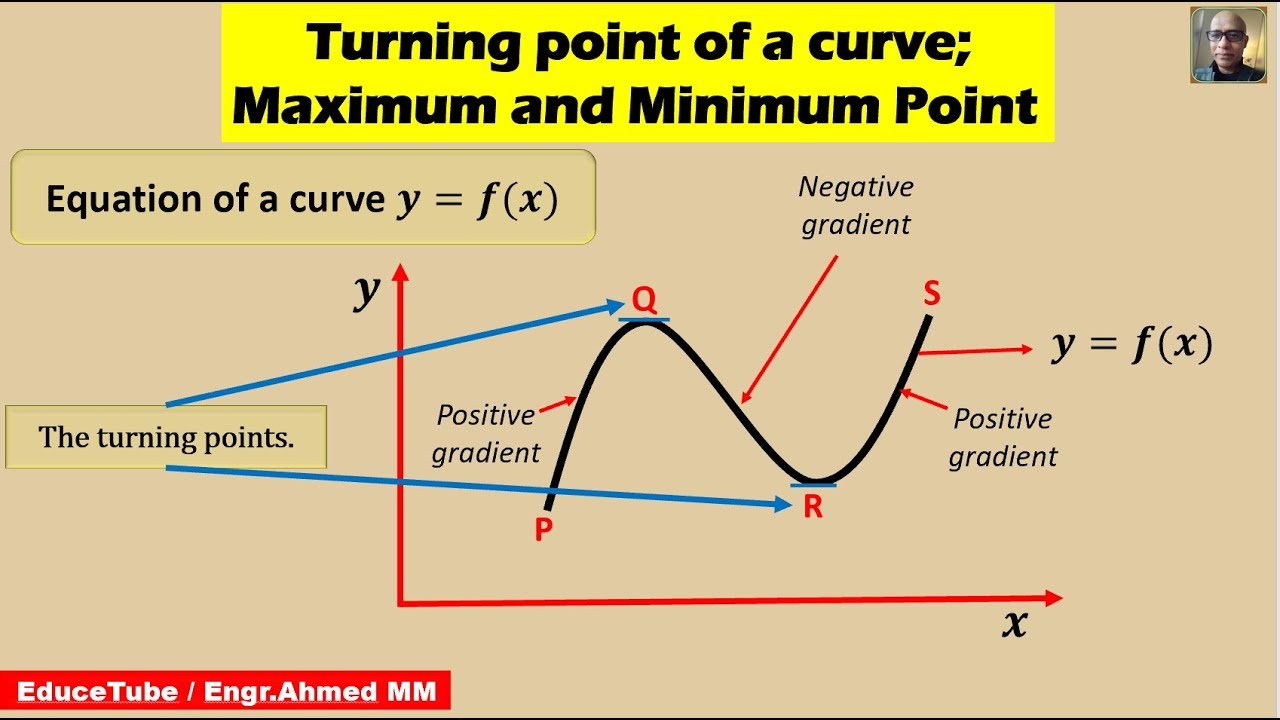 Turning point of a curve;
Maximum and Minimum Point
Equation of a curve y = f(x)
Negative
gradient
y
Q
S
y = f(x)
The turning points.
Positive
gradient
Positive
gradient
R
P
x
EduceTube / Engr.Ahmed MM